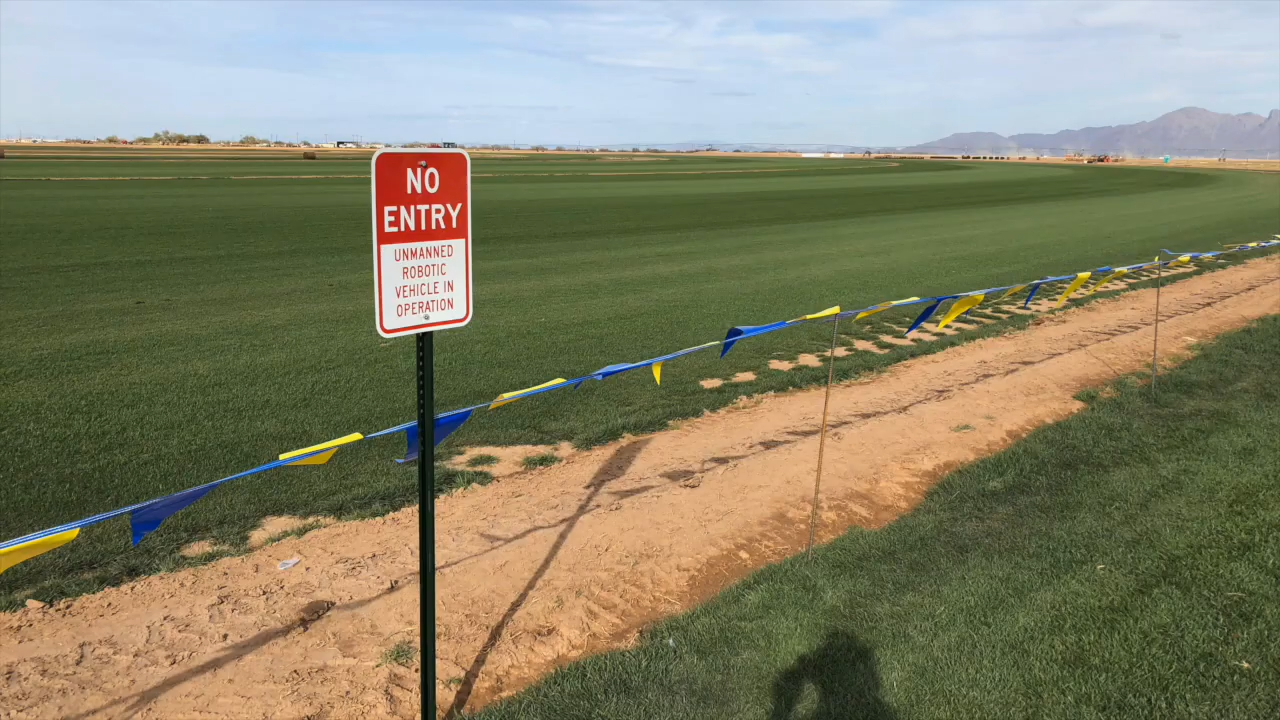 NO
ENTRY
UNMANNED
ROBOTIC
VEHICLE IN
OPERATION